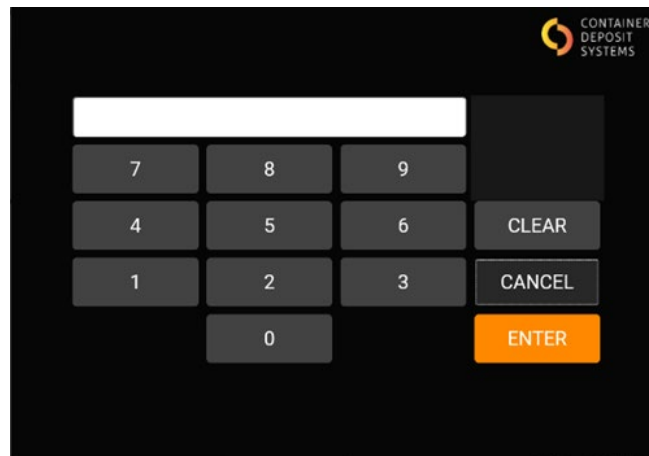 CONTAINER
DEPOSIT
SYSTEMS
7 8 9
4 5 6 CLEAR
1 2 3 CANCEL
0 ENTER